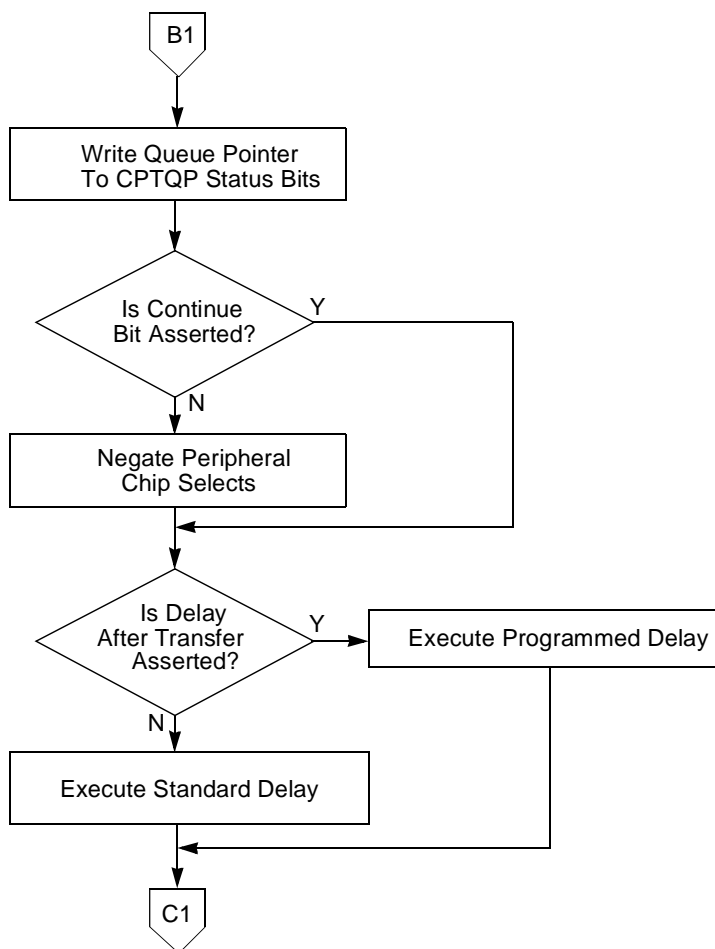 B1
Write Queue Pointer
To CPTQP Status Bits
Is Continue
Bit Asserted?
Y
N
Negate Peripheral
Chip Selects
Is Delay
After Transfer
Asserted?
Y
Execute Programmed Delay
N
Execute Standard Delay
C1